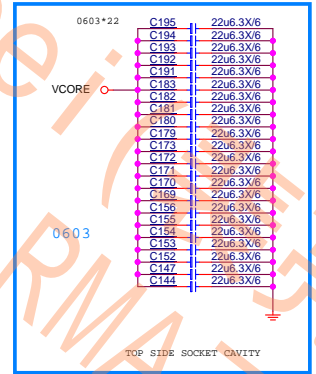 0603*22
C195 22u6.3X/6
C194 22u6.3X/6
C193 22u6.3X/6
C192 22u6.3X/6
C191 22u6.3X/6
C183 22u6.3X/6
VCORE
C182 22u6.3X/6
C181 22u6.3X/6
C180 22u6.3X/6
C179 22u6.3X/6
C173 22u6.3X/6
C172 22u6.3X/6
C171 22u6.3X/6
C170 22u6.3X/6
C169 22u6.3X/6
C156 22u6.3X/6
C155 22u6.3X/6
0603
C154 22u6.3X/6
C153 22u6.3X/6
C152 22u6.3X/6
C147 22u6.3X/6
C144 22u6.3X/6
TOP SIDE SOCKET CAVITY